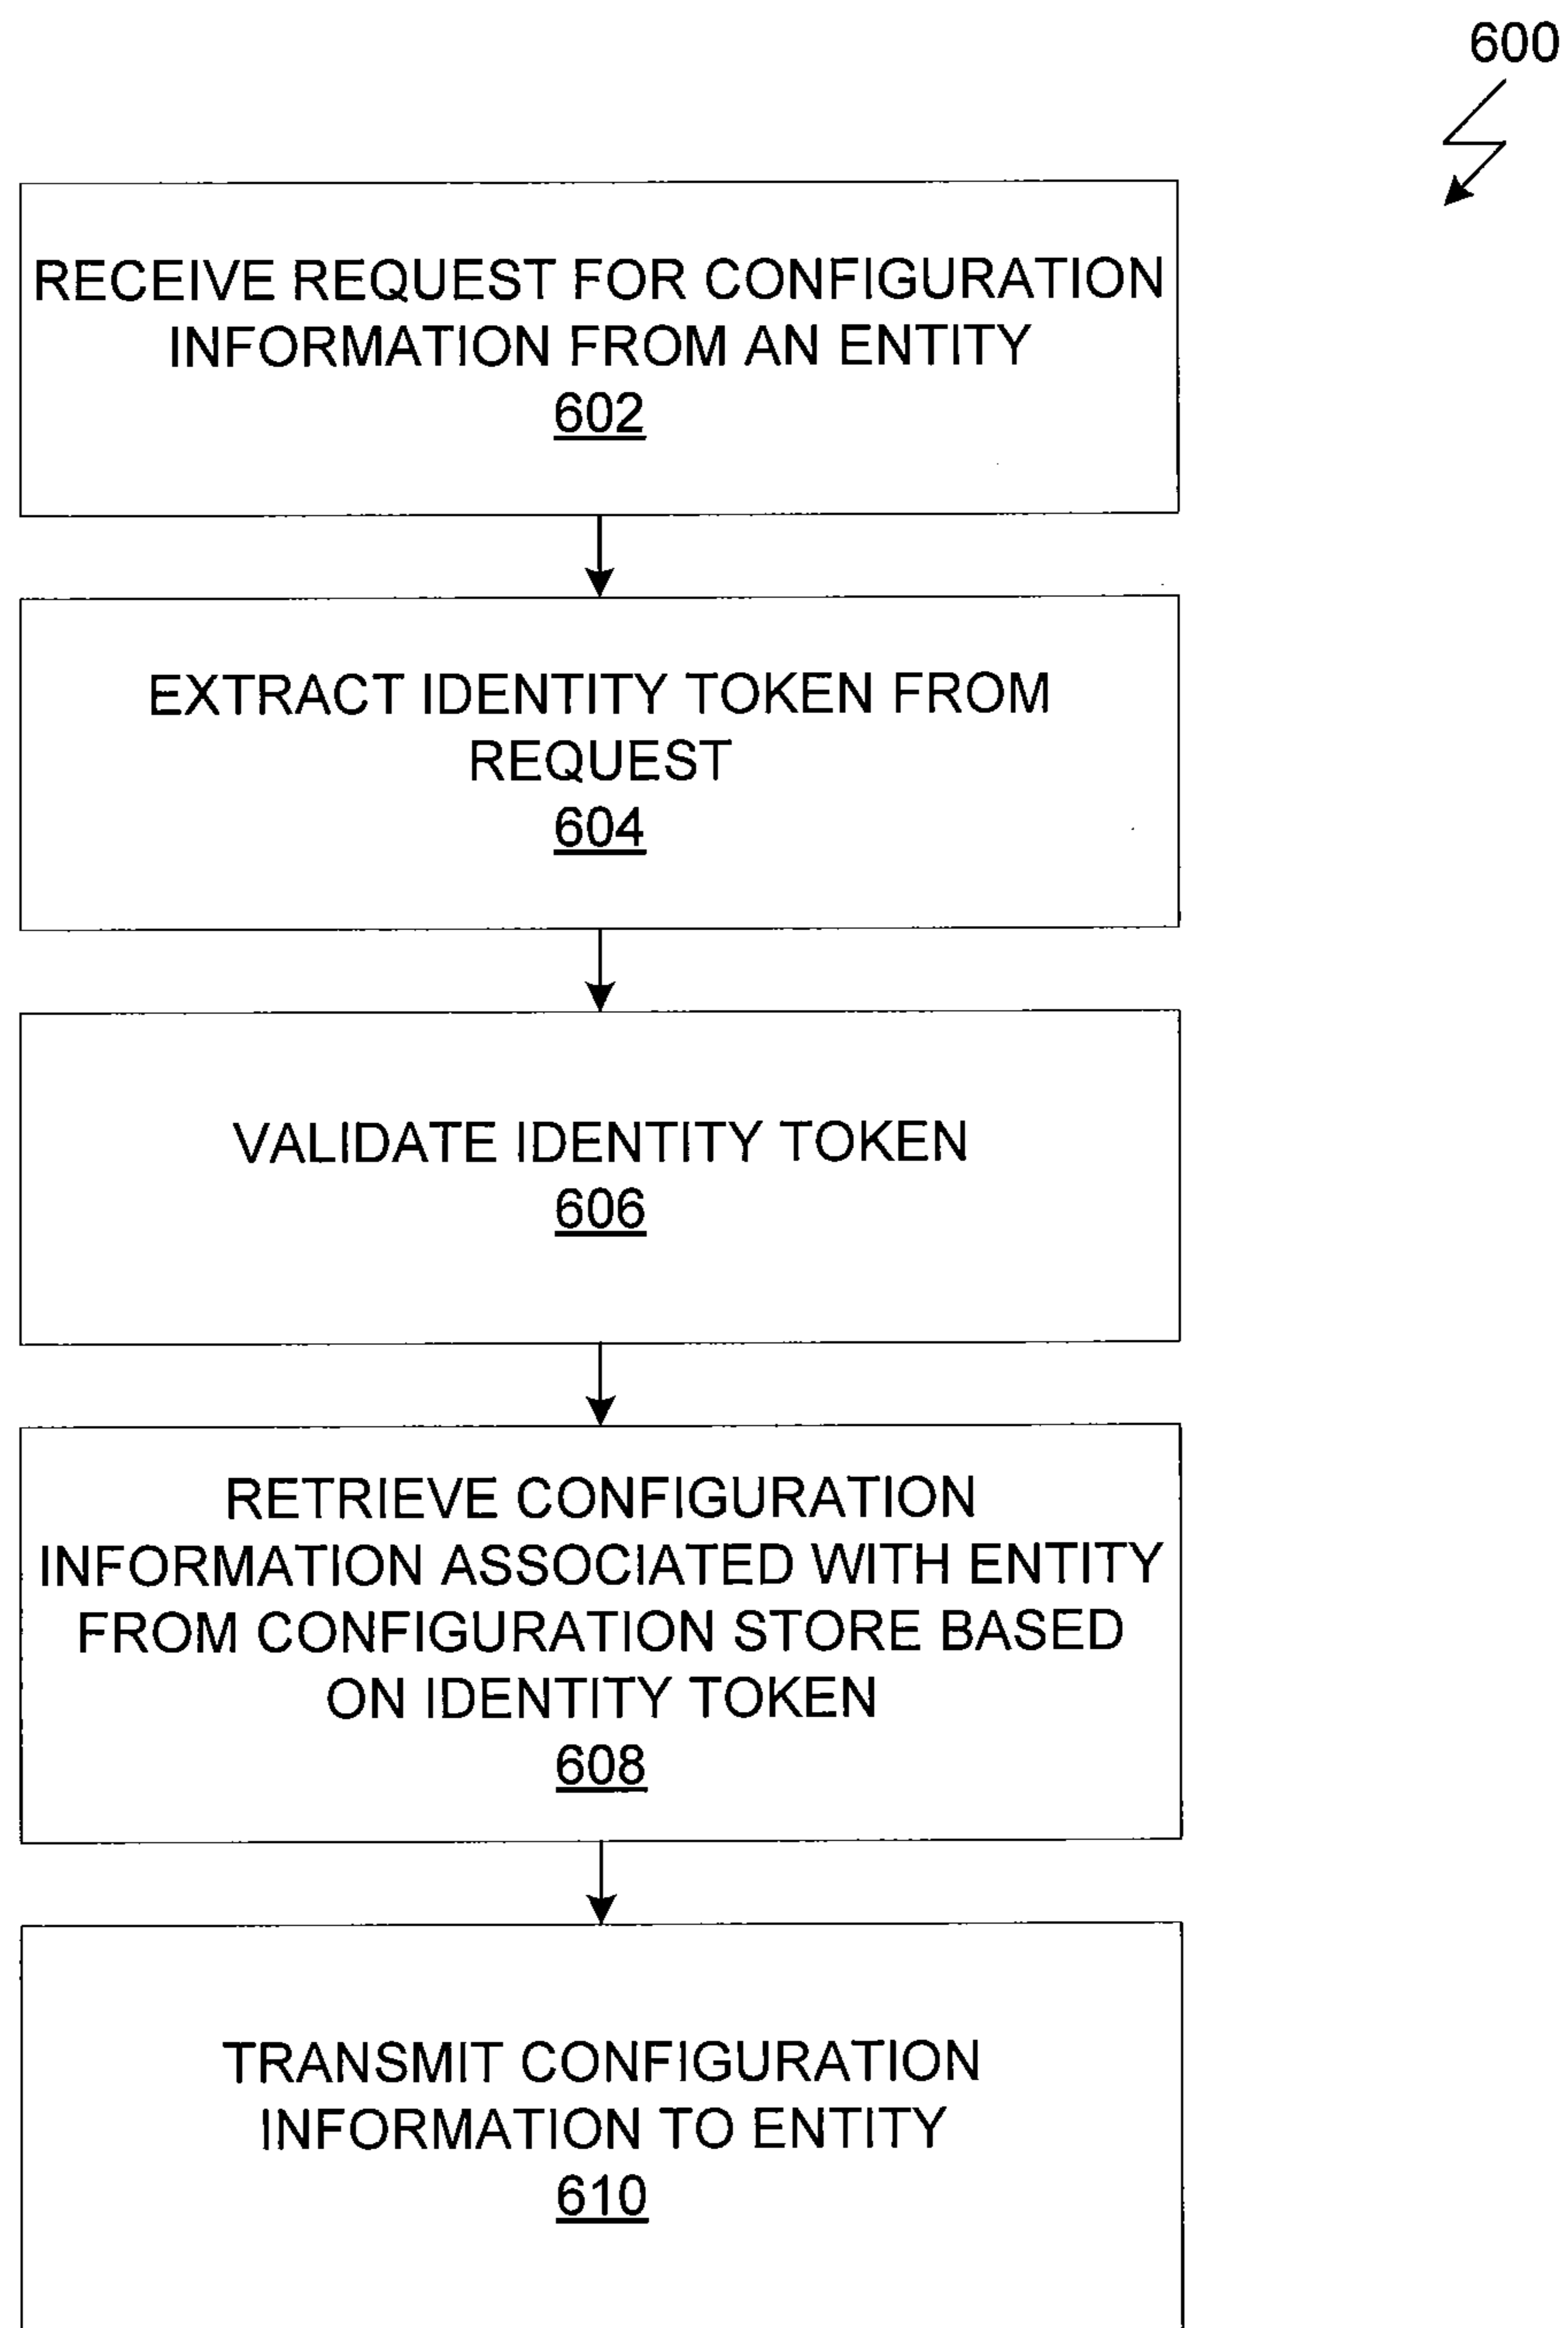 600
RECEIVE REQUEST FOR CONFIGURATION
INFORMATION FROM AN ENTITY
602
EXTRACT IDENTITY TOKEN FROM
REQUEST
604
VALIDATE IDENTITY TOKEN
606
RETRIEVE CONFIGURATION
INFORMATION ASSOCIATED WITH ENTITY
FROM CONFIGURATION STORE BASED
ON IDENTITY TOKEN
608
TRANSMIT CONFIGURATION
INFORMATION TO ENTITY
610